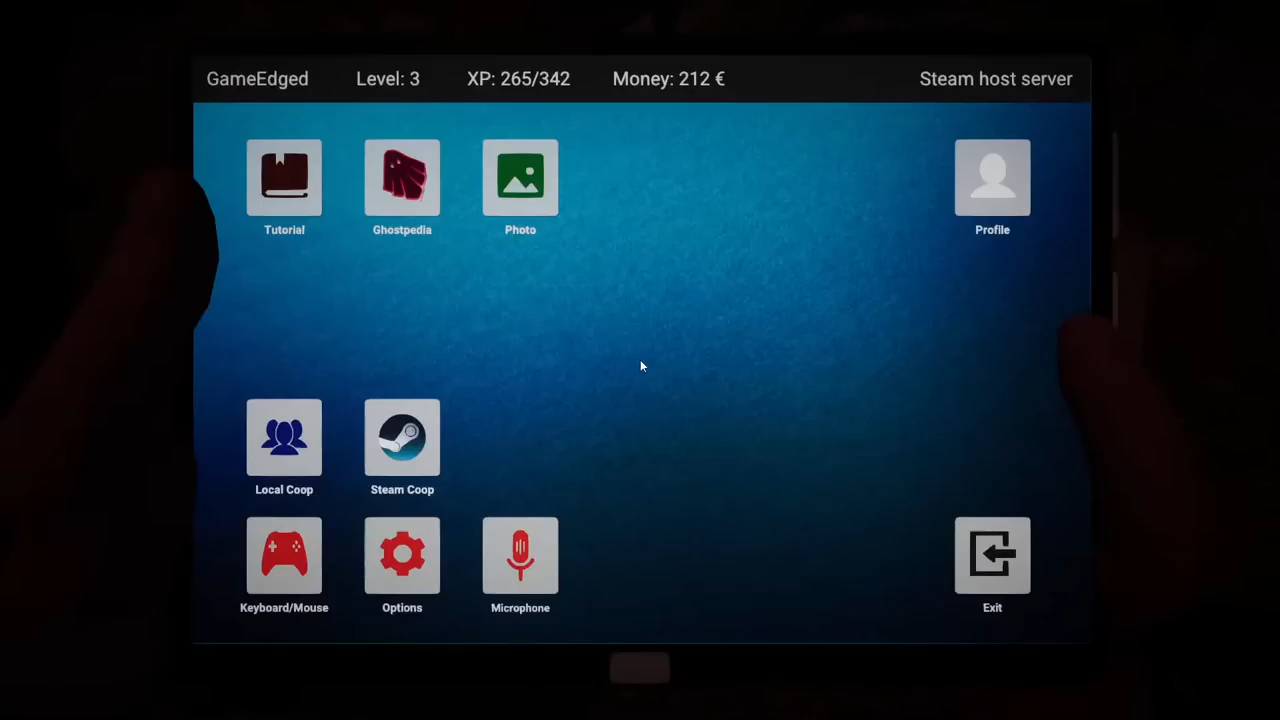 GameEdged Level: 3 XP: 265/342 Money: 212 € Steam host server
Tutorial Ghostpedia Photo Profile
Local Coop Steam Coop
Keyboard/Mouse Options Microphone Exit